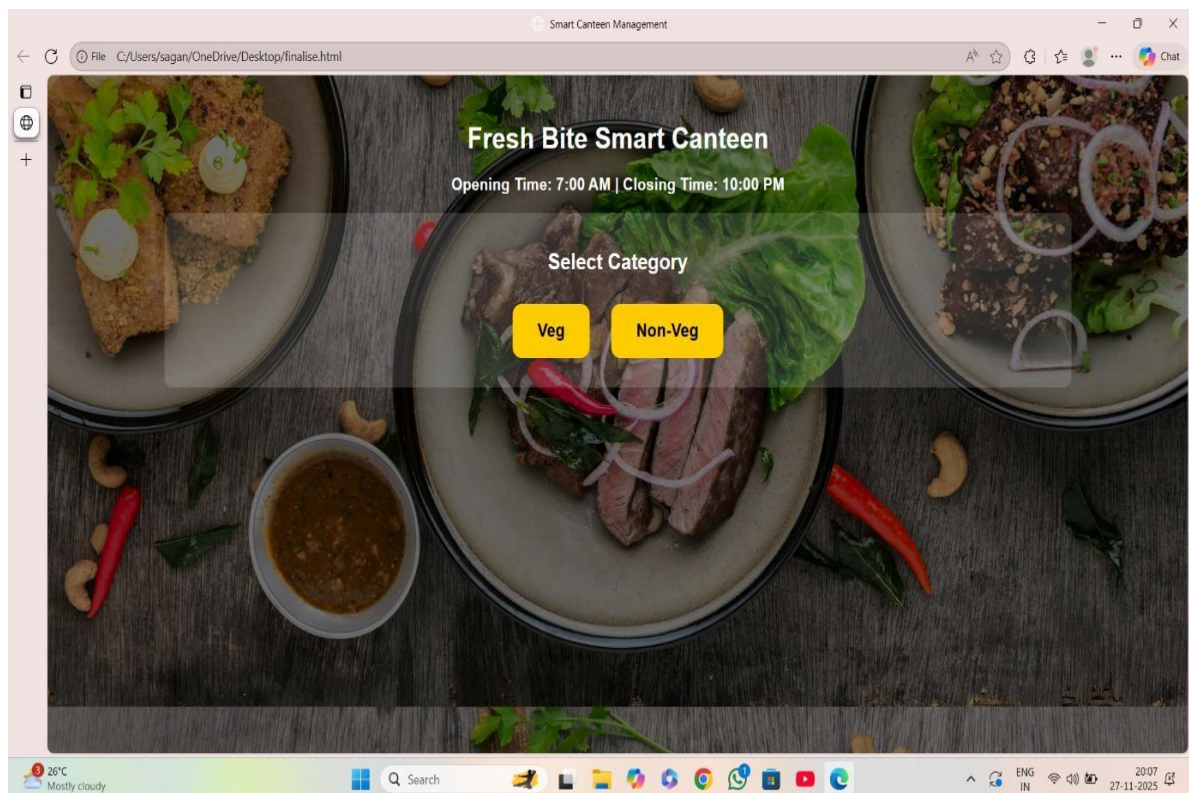 Smart Canteen Management
File C:/Users/sagan/OneDrive/Desktop/finalise.html
Chat
Fresh Bite Smart Canteen
Opening Time: 7:00 AM | Closing Time: 10:00 PM
Select Category
Veg Non-Veg
3
26°C
Mostly cloudy
Search
ENG
IN
20:07
27-11-2025